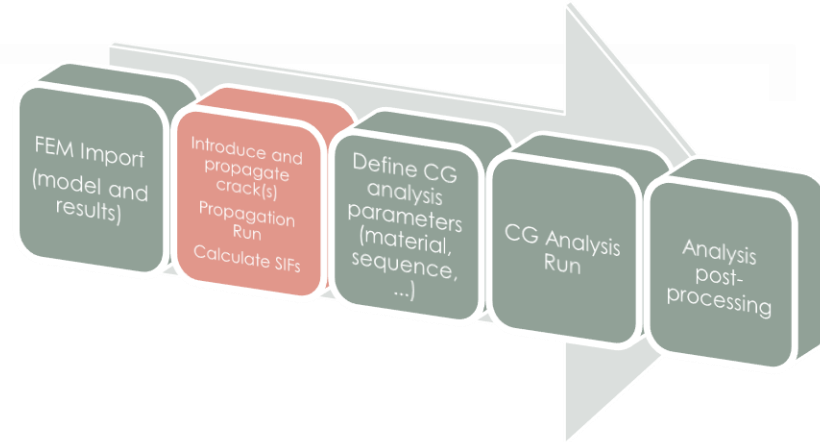 FEM Import
(model and
results)
Introduce and
propagate
crack(s)
Propagation
Run
Calculate SIFs
Define CG
analysis
parameters
(material,
sequence,
...)
CG Analysis
Run
Analysis
post-
processing